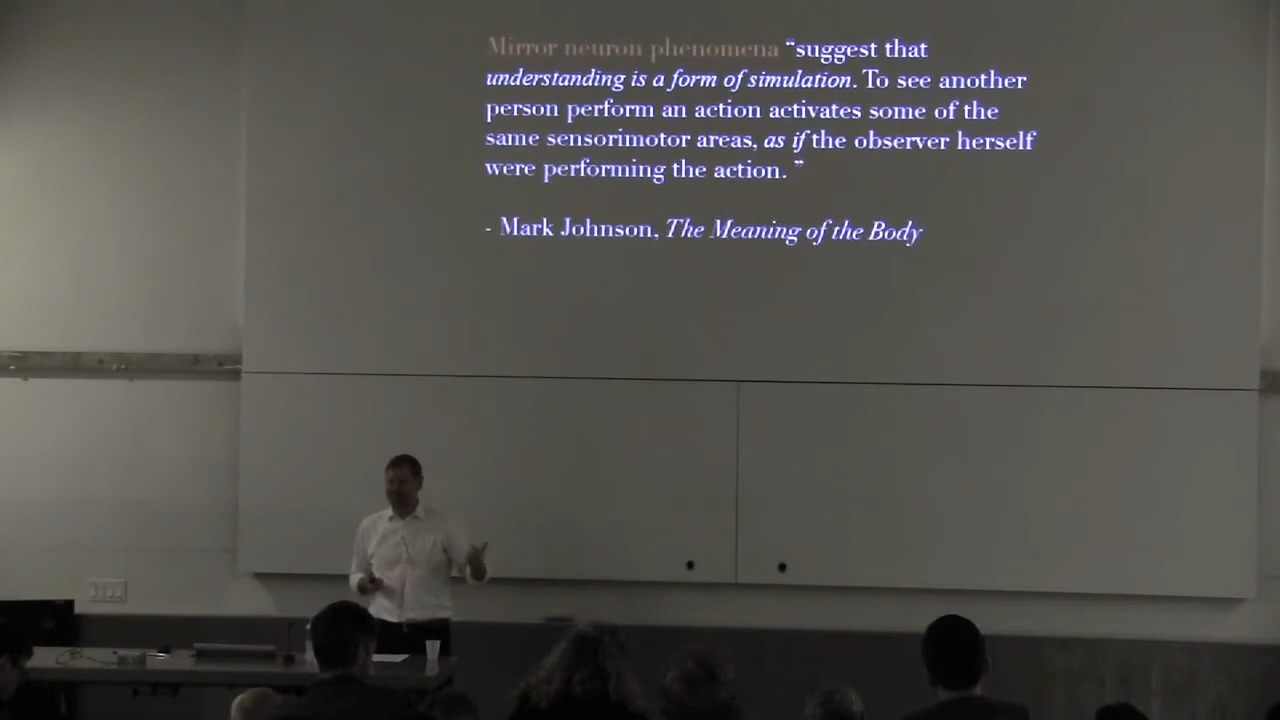 Mirror neuron phenomena “suggest that
understanding is a form of simulation. To see another
person perform an action activates some of the
same sensorimotor areas, as if the observer herself
were performing the action. ”
- Mark Johnson, The Meaning of the Body